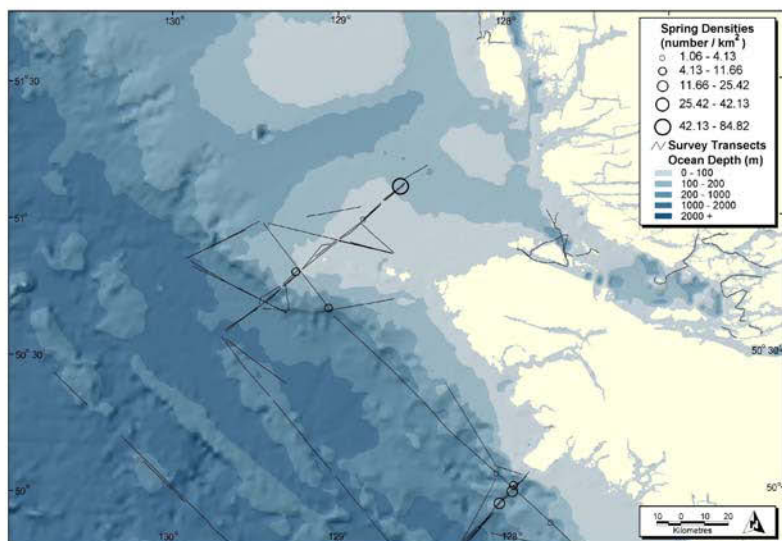 130° 129° 128°
Spring Densities
(number / km²)
1.06 - 4.13
4.13 - 11.66
11.66 - 25.42
25.42 - 42.13
42.13 - 84.82
Survey Transects
Ocean Depth (m)
0 - 100
100 - 200
200 - 1000
1000 - 2000
2000 +
51° 30'
51°
50° 30' 50° 30'
50° 50°
10 0 10 20
Kilometres
130° 129° 128°